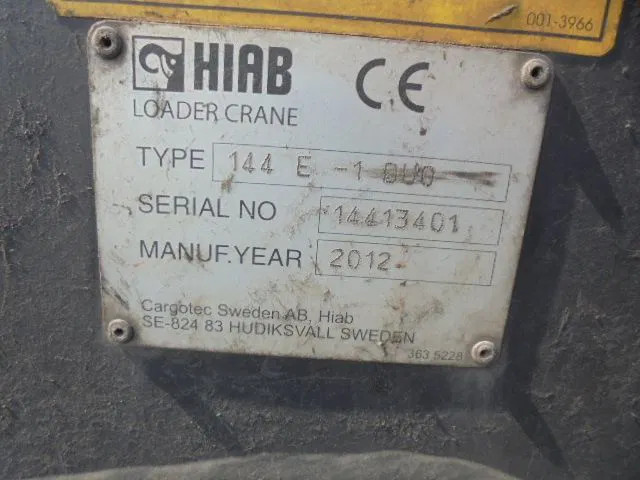 001-3966
HIAB CE
LOADER CRANE
TYPE 144 E -1 DUO
SERIAL NO 14413401
MANUF.YEAR 2012
Cargotec Sweden AB, Hiab
SE-824 83 HUDIKSVALL SWEDEN
363 5228